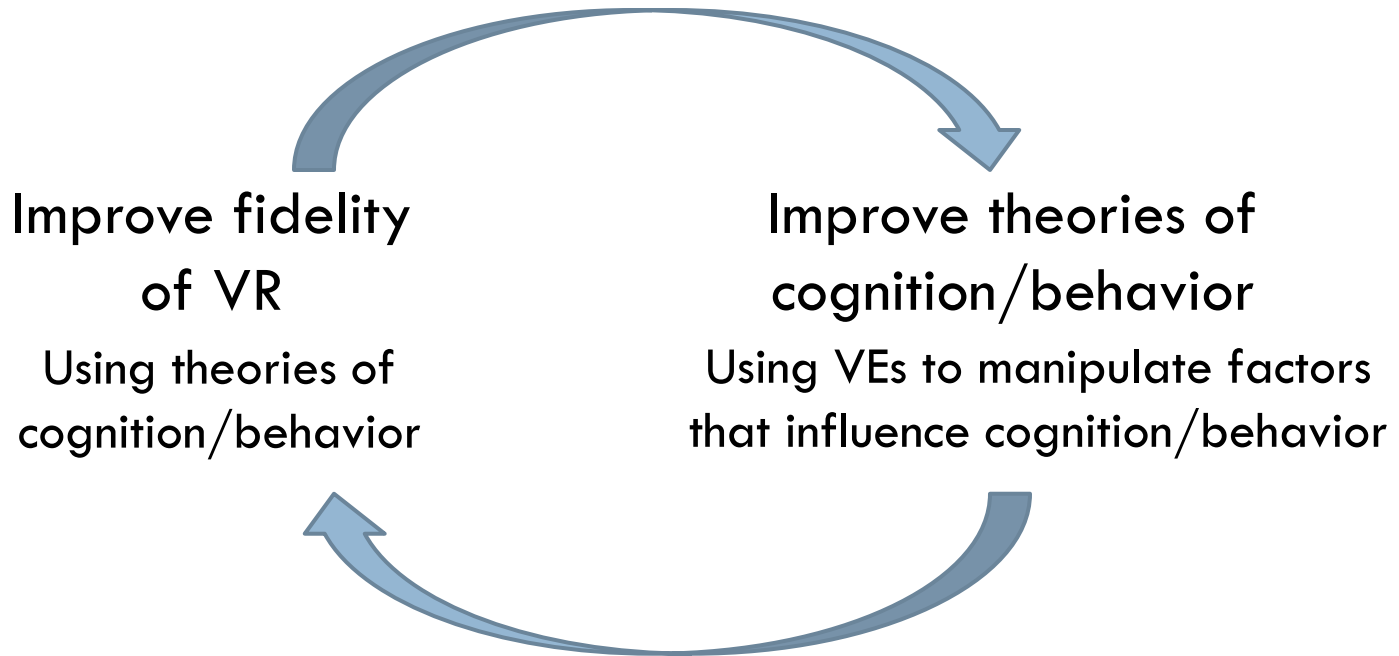 Improve fidelity
of VR
Using theories of
cognition/behavior
Improve theories of
cognition/behavior
Using VEs to manipulate factors
that influence cognition/behavior